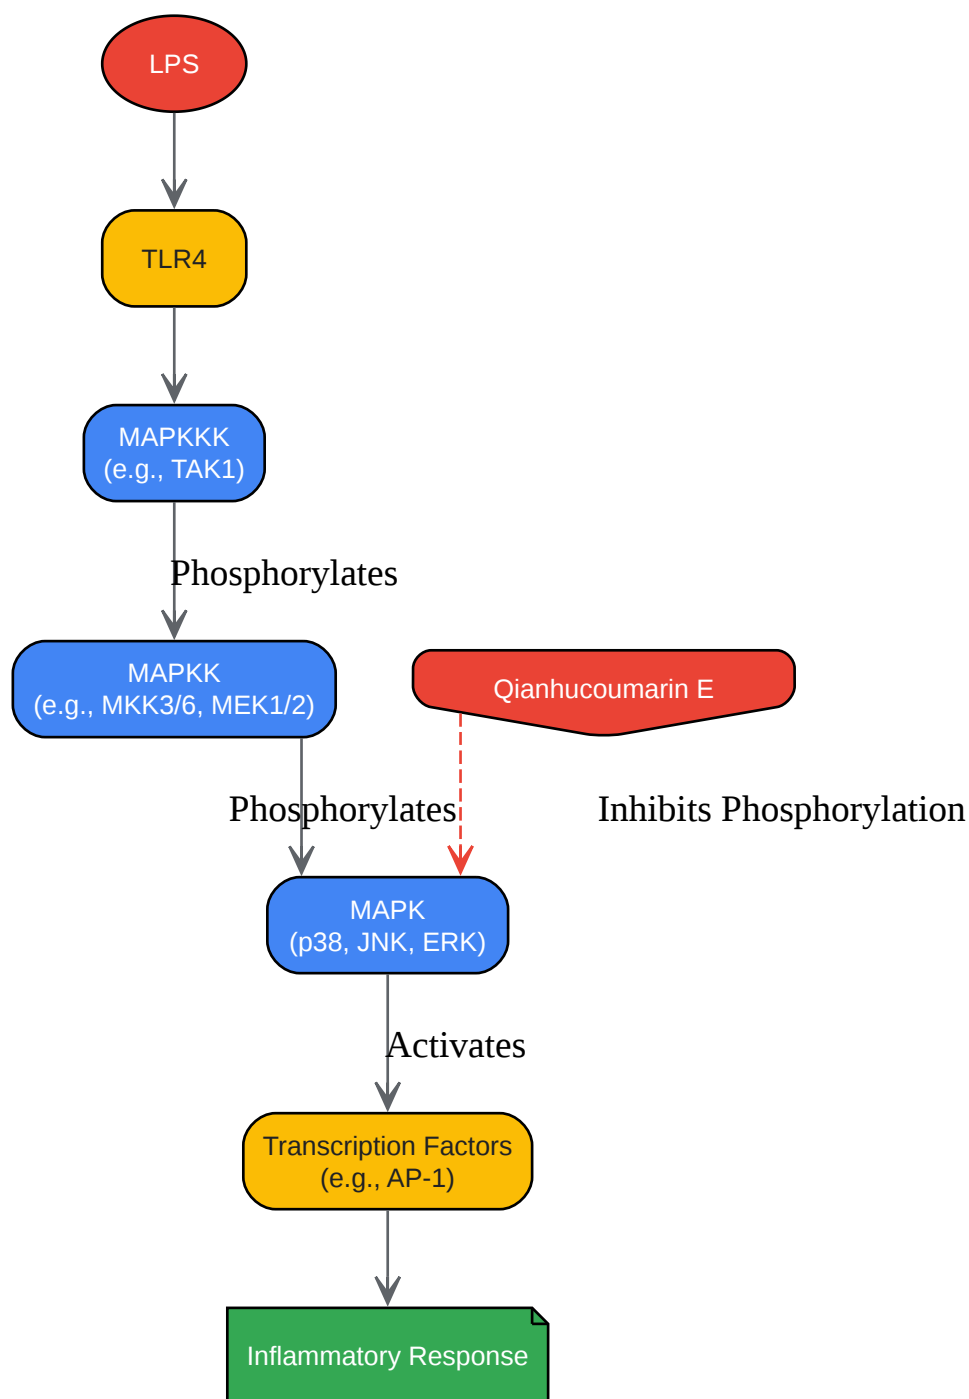 LPS
TLR4
MAPKKK
(e.g., TAK1)
Phosphorylates
MAPKK
(e.g., MKK3/6, MEK1/2)
Qianhucoumarin E
Phosphorylates
Inhibits Phosphorylation
MAPK
(p38, JNK, ERK)
Activates
Transcription Factors
(e.g., AP-1)
Inflammatory Response